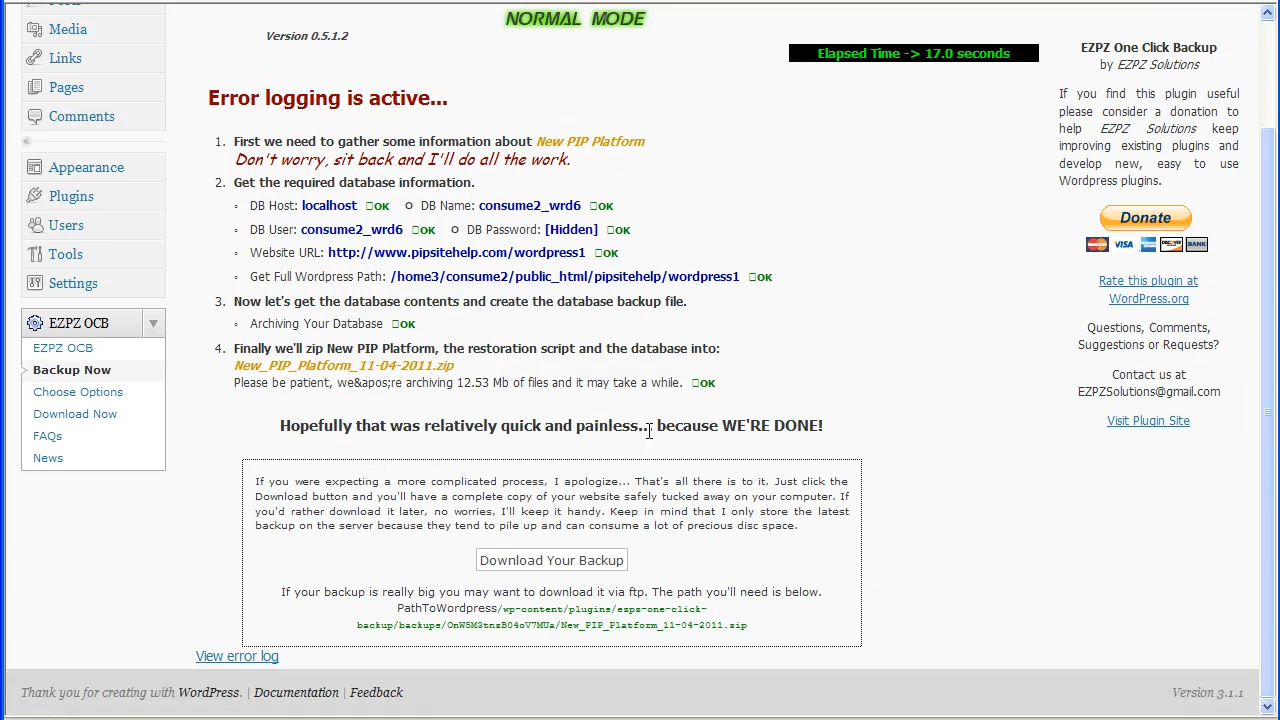 Media
Links
Pages
Comments
Appearance
Plugins
Users
Tools
Settings
EZPZ OCB
EZPZ OCB
Backup Now
Choose Options
Download Now
FAQs
News
NORMAL MODE
Version 0.5.1.2
Elapsed Time -> 17.0 seconds
Error logging is active...
1. First we need to gather some information about New PIP Platform
Don't worry, sit back and I'll do all the work.
2. Get the required database information.
DB Host: localhost OK DB Name: consume2_wrd6 OK
DB User: consume2_wrd6 OK DB Password: [Hidden] OK
Website URL: http://www.pipsitehelp.com/wordpress1 OK
Get Full Wordpress Path: /home3/consume2/public_html/pipsitehelp/wordpress1 OK
3. Now let's get the database contents and create the database backup file.
Archiving Your Database OK
4. Finally we'll zip New PIP Platform, the restoration script and the database into:
New_PIP_Platform_11-04-2011.zip
Please be patient, we&apos;re archiving 12.53 Mb of files and it may take a while. OK
Hopefully that was relatively quick and painless... because WE'RE DONE!
If you were expecting a more complicated process, I apologize... That's all there is to it. Just click the
Download button and you'll have a complete copy of your website safely tucked away on your computer. If
you'd rather download it later, no worries, I'll keep it handy. Keep in mind that I only store the latest
backup on the server because they tend to pile up and can consume a lot of precious disc space.
Download Your Backup
If your backup is really big you may want to download it via ftp. The path you'll need is below.
PathToWordpress/wp-content/plugins/ezpz-one-click-
backup/backups/OnW5M3tnzB04oV7MUa/New_PIP_Platform_11-04-2011.zip
View error log
EZPZ One Click Backup
by EZPZ Solutions
If you find this plugin useful
please consider a donation to
help EZPZ Solutions keep
improving existing plugins and
develop new, easy to use
Wordpress plugins.
Donate
VISA
BANK
Rate this plugin at
WordPress.org
Questions, Comments,
Suggestions or Requests?
Contact us at
EZPZSolutions@gmail.com
Visit Plugin Site
Thank you for creating with WordPress. | Documentation | Feedback
Version 3.1.1